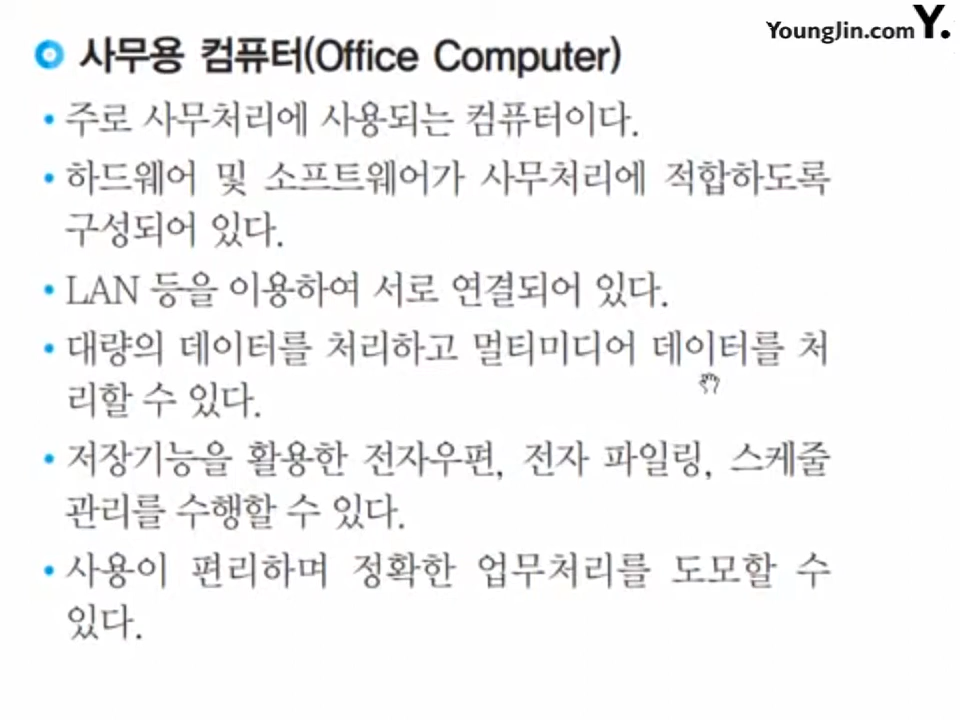 YoungJin.com Y.
사무용 컴퓨터(Office Computer)
• 주로 사무처리에 사용되는 컴퓨터이다.
• 하드웨어 및 소프트웨어가 사무처리에 적합하도록
구성되어 있다.
• LAN 등을 이용하여 서로 연결되어 있다.
• 대량의 데이터를 처리하고 멀티미디어 데이터를 처
리할 수 있다.
• 저장기능을 활용한 전자우편, 전자 파일링, 스케줄
관리를 수행할 수 있다.
• 사용이 편리하며 정확한 업무처리를 도모할 수
있다.